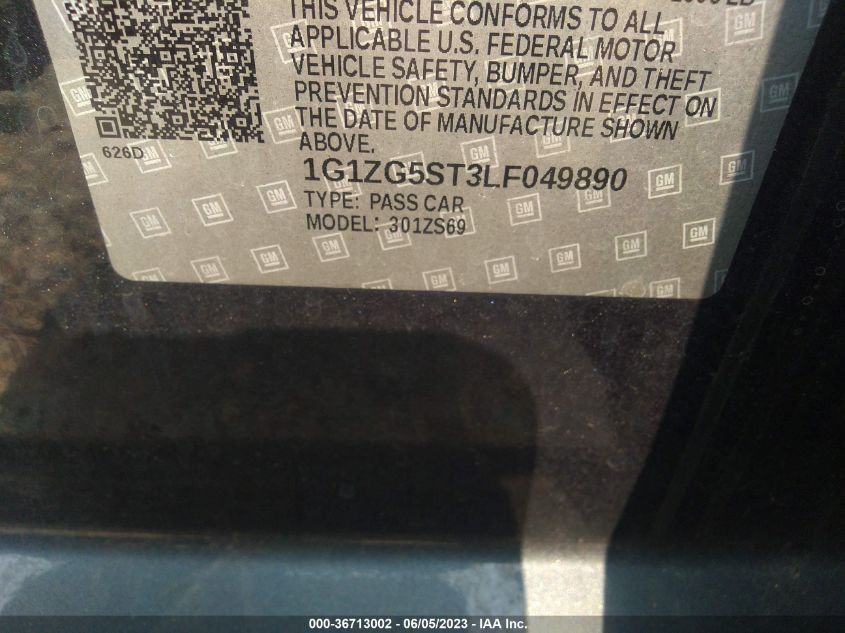 THIS VEHICLE CONFORMS TO ALL
APPLICABLE U.S. FEDERAL MOTOR
VEHICLE SAFETY, BUMPER, AND THEFT
PREVENTION STANDARDS IN EFFECT ON
THE DATE OF MANUFACTURE SHOWN
ABOVE.
626D
1G1ZG5ST3LF049890
TYPE: PASS CAR
MODEL: 301ZS69
GM
000-36713002 - 06/05/2023 - IAA Inc.